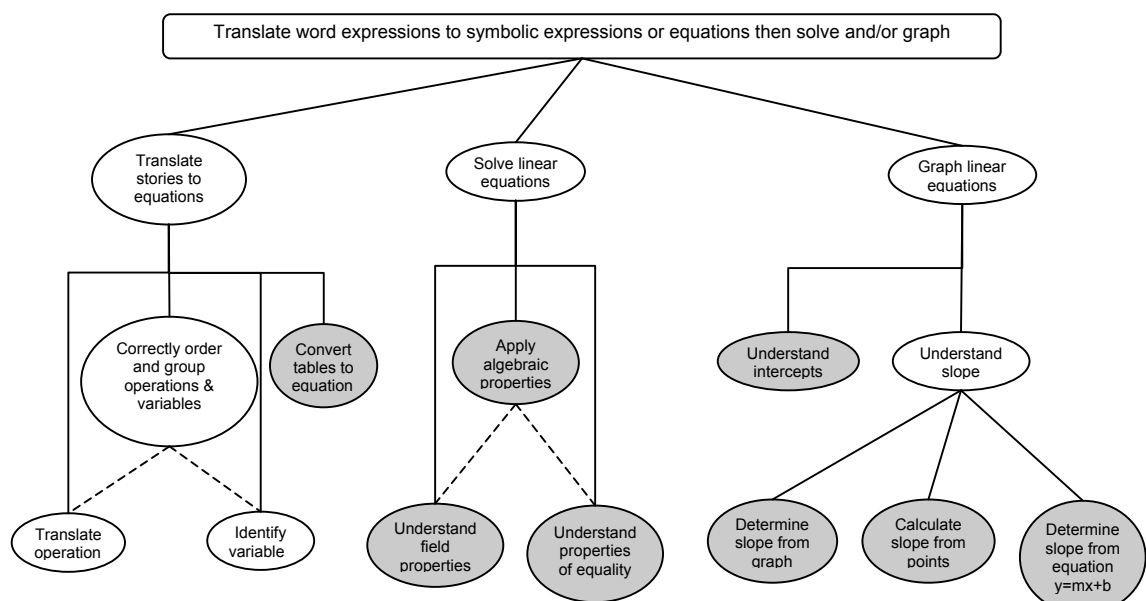 Translate word expressions to symbolic expressions or equations then solve and/or graph
Translate
stories to
equations
Solve linear
equations
Graph linear
equations
Correctly order
and group
operations &
variables
Convert
tables to
equation
Apply
algebraic
properties
Understand
intercepts
Understand
slope
Translate
operation
Identify
variable
Understand
field
properties
Understand
properties
of equality
Determine
slope from
graph
Calculate
slope from
points
Determine
slope from
equation
y=mx+b